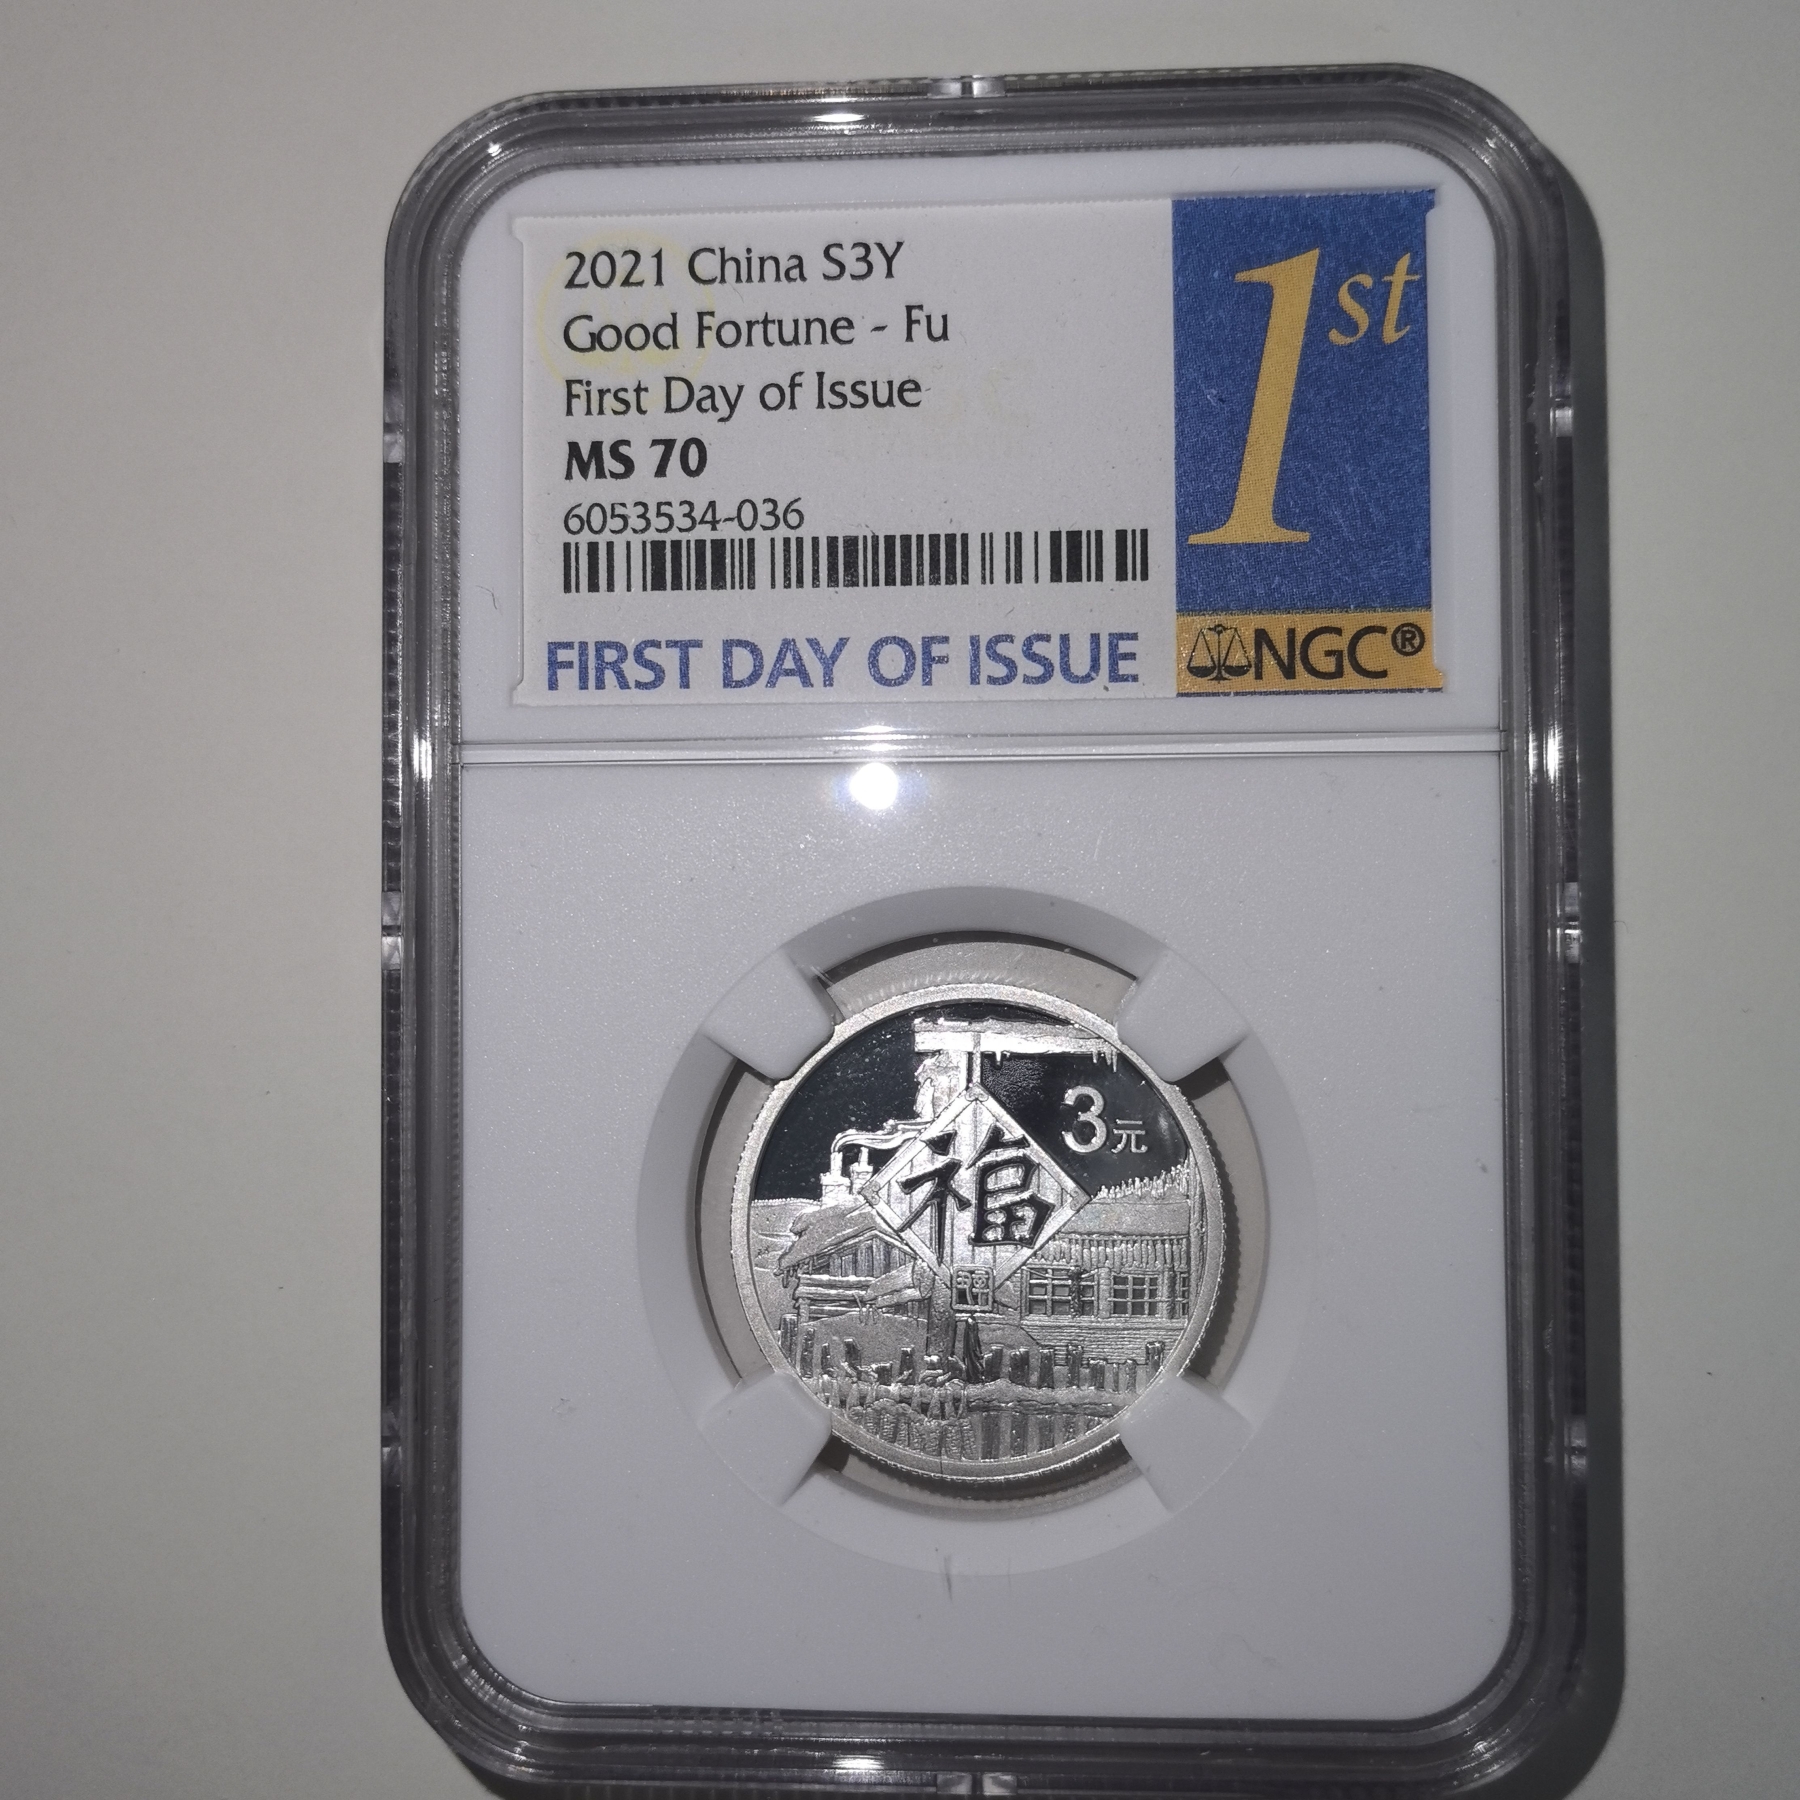 2021 China S3Y
Good Fortune - Fu
First Day of Issue
MS 70
6053534-036
FIRST DAY OF ISSUE
1st
NGC®
3元
福